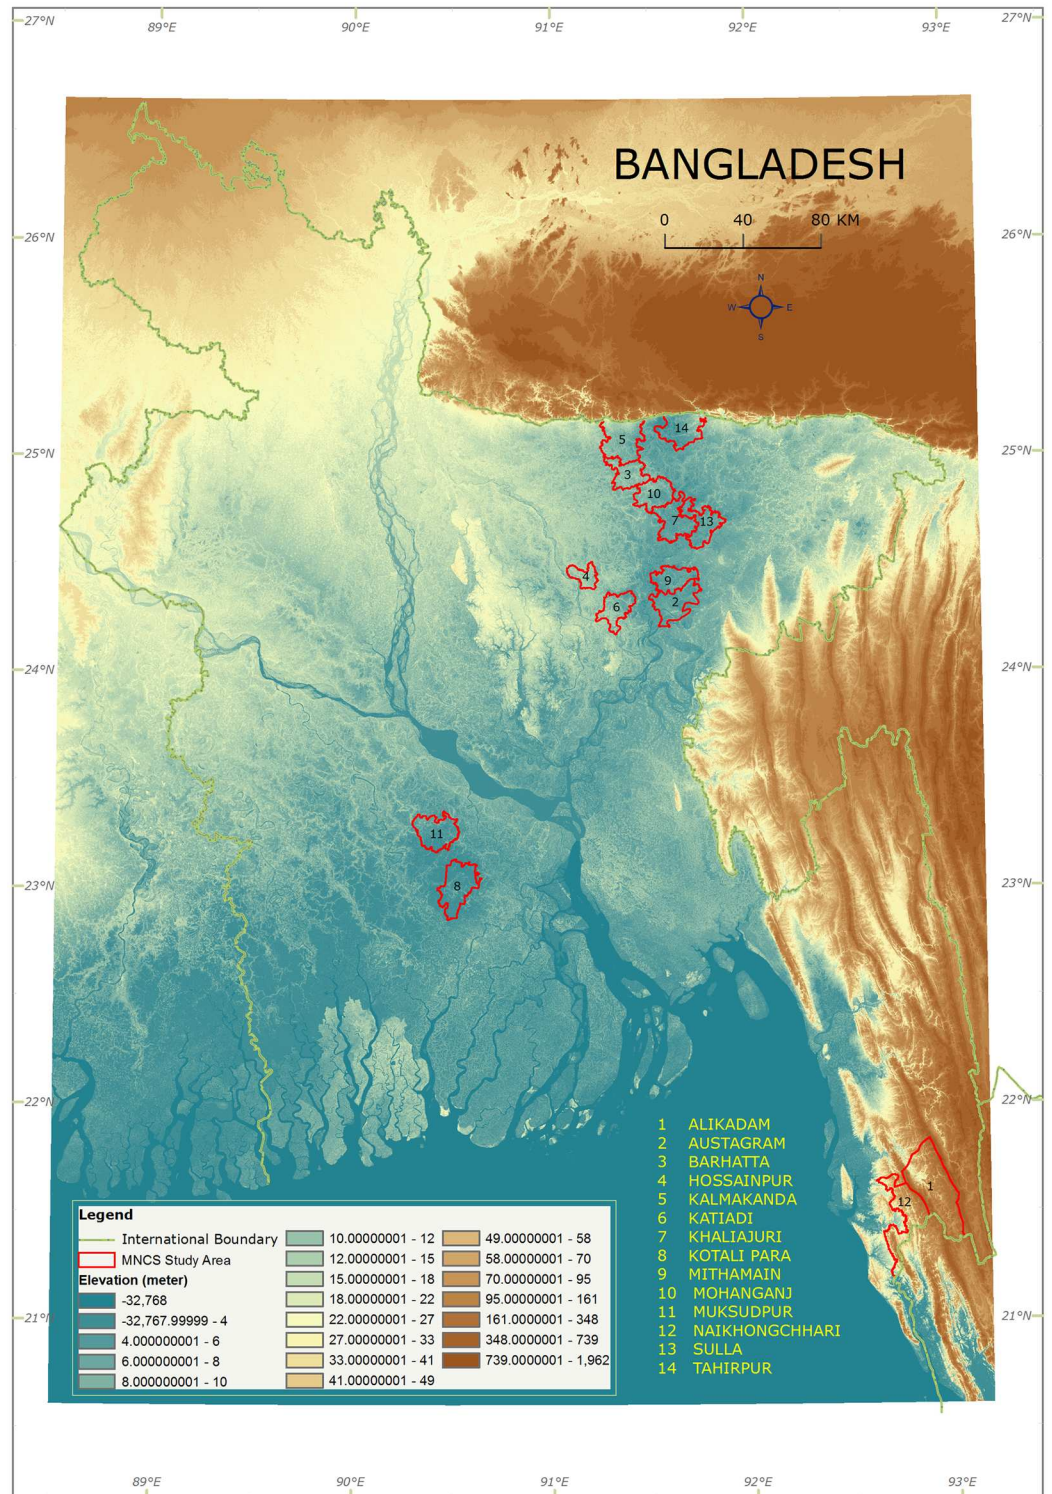 89°E 90°E 91°E 92°E 93°E
27°N 27°N
BANGLADESH
0 40 80 KM
26°N 26°N
N
W E
S
14
5
25°N 25°N
3
10
7 13
4 9
6 2
24°N 24°N
11
23°N 23°N
8
22°N 22°N
1
12
1 ALIKADAM
2 AUSTAGRAM
3 BARHATTA
4 HOSSAINPUR
5 KALMAKANDA
6 KATIADI
7 KHALIAJURI
8 KOTALI PARA
9 MITHAMAIN
10 MOHANGANJ
11 MUKSUDPUR
12 NAIKHONGCHHARI
13 SULLA
14 TAHIRPUR
21°N 21°N
Legend
International Boundary
MNCS Study Area
Elevation (meter)
-32,768
-32,767.99999 - 4
4.000000001 - 6
6.000000001 - 8
8.000000001 - 10
10.00000001 - 12
12.00000001 - 15
15.00000001 - 18
18.00000001 - 22
22.00000001 - 27
27.00000001 - 33
33.00000001 - 41
41.00000001 - 49
49.00000001 - 58
58.00000001 - 70
70.00000001 - 95
95.00000001 - 161
161.0000001 - 348
348.0000001 - 739
739.0000001 - 1,962
89°E 90°E 91°E 92°E 93°E